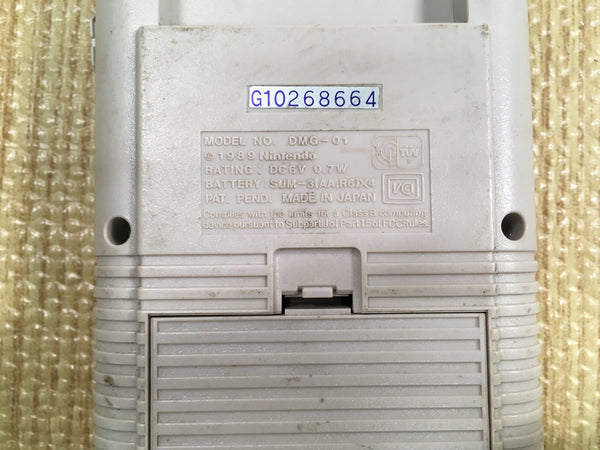 G10268664
MODEL NO. DMG-01
© 1989 Nintendo
RATING : DC6V 0.7W
BATTERY: SUM-3(AA,R6)X4
PAT. PEND. MADE IN JAPAN
Complies with the limits for a Class B computing
device pursuant to Subpart J of Part 15 of FCC Rules.
TÜV
VCI